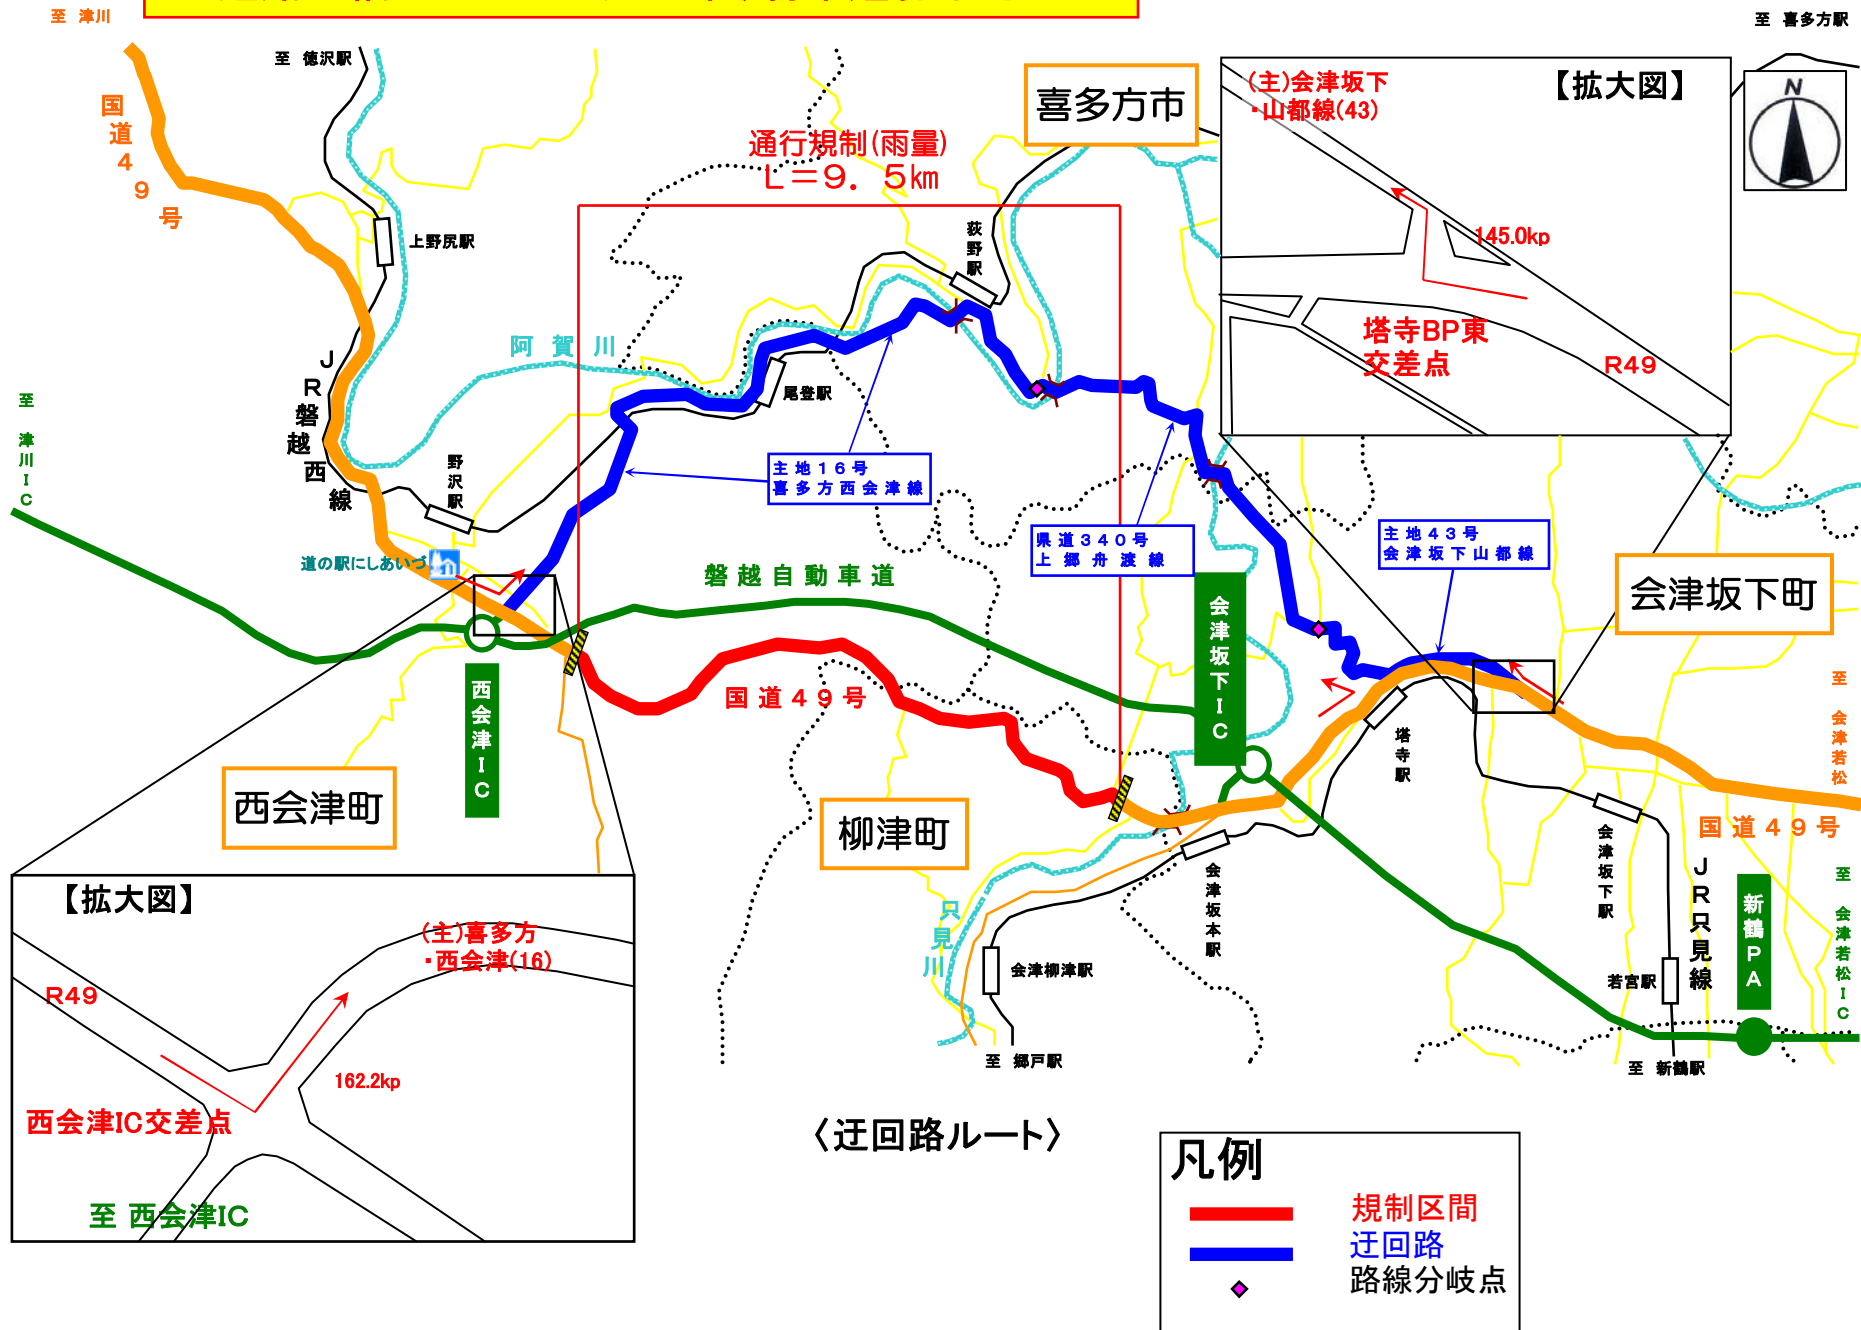 至 津川
至 徳沢駅
至 喜多方駅
国道49号
喜多方市
通行規制(雨量)
L=9.5km
【拡大図】
(主)会津坂下
・山都線(43)
145.0kp
塔寺BP東
交差点
R49
N
上野尻駅
荻野駅
阿賀川
JR磐越西線
尾登駅
至 津川IC
野沢駅
主地16号
喜多方西会津線
県道340号
上郷舟渡線
主地43号
会津坂下山都線
道の駅にしあいづ
磐越自動車道
会津坂下IC
会津坂下町
西会津IC
国道49号
塔寺駅
至 会津若松
西会津町
柳津町
国道49号
会津坂下駅
会津坂本駅
JR只見線
新鶴PA
至 会津若松IC
只見川
会津柳津駅
若宮駅
至 郷戸駅
至 新鶴駅
【拡大図】
(主)喜多方
・西会津(16)
R49
162.2kp
西会津IC交差点
至 西会津IC
〈迂回路ルート〉
凡例
規制区間
迂回路
路線分岐点